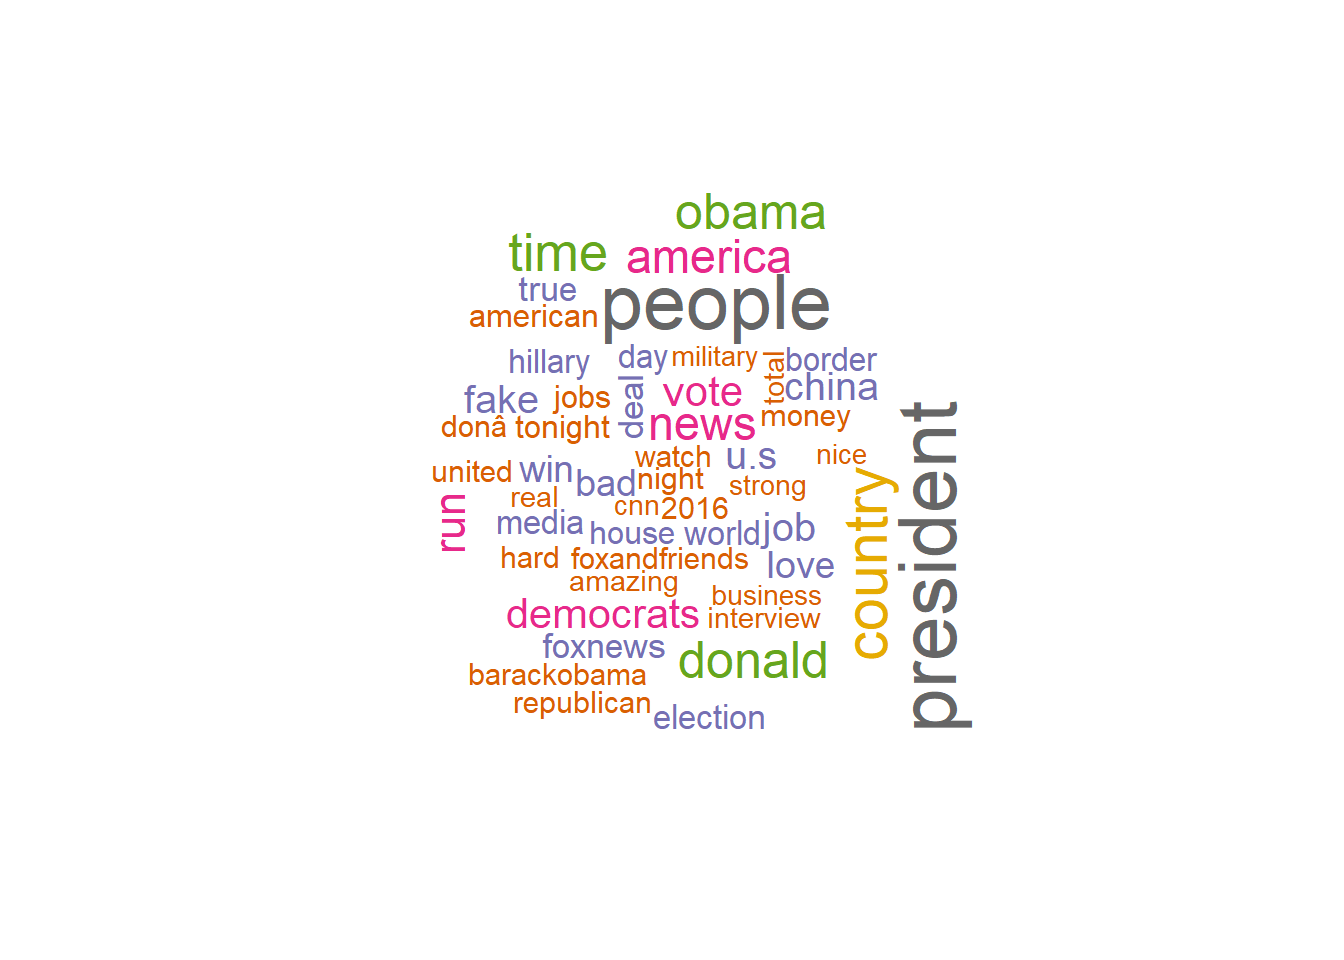 obama
time
america
true
people
american
hillary
day
military
total
border
fake
jobs
deal
vote
china
donâ
tonight
news
money
united
win
bad
watch
night
u.s
nice
strong
real
cnn
2016
run
media
house
world
job
country
president
hard
foxandfriends
love
amazing
business
democrats
interview
foxnews
donald
barackobama
republican
election